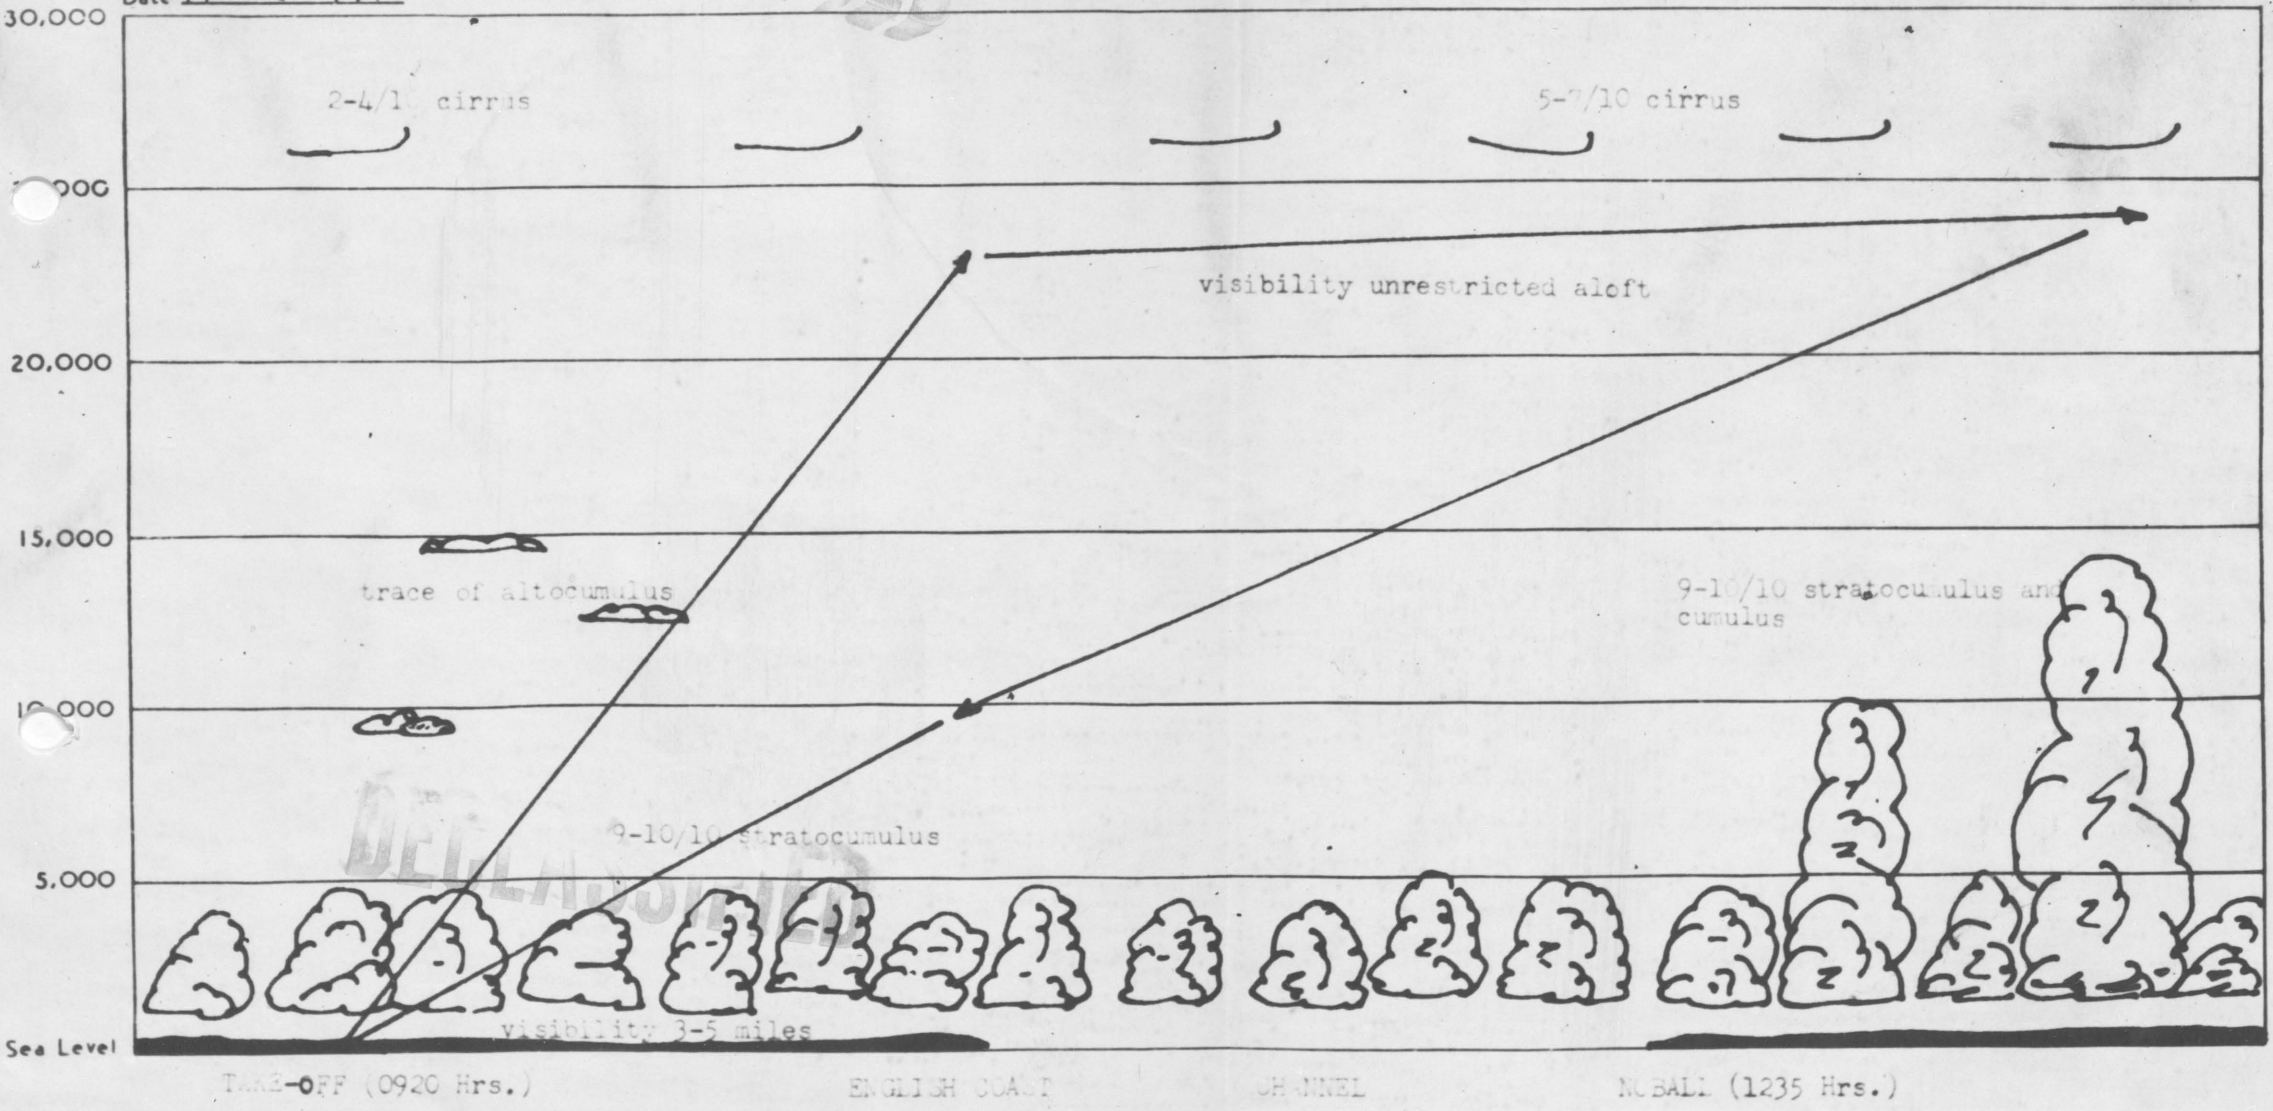 30,000
2-4/10 cirrus
5-7/10 cirrus
visibility unrestricted aloft
20,000
15,000
trace of altocumulus
9-10/10 stratocumulus and
cumulus
10,000
DECLASSIFIED
9-10/10 stratocumulus
5,000
visibility 3-5 miles
Sea Level
TAKE-OFF (0920 Hrs.)
ENGLISH COAST
CHANNEL
NOBALL (1235 Hrs.)